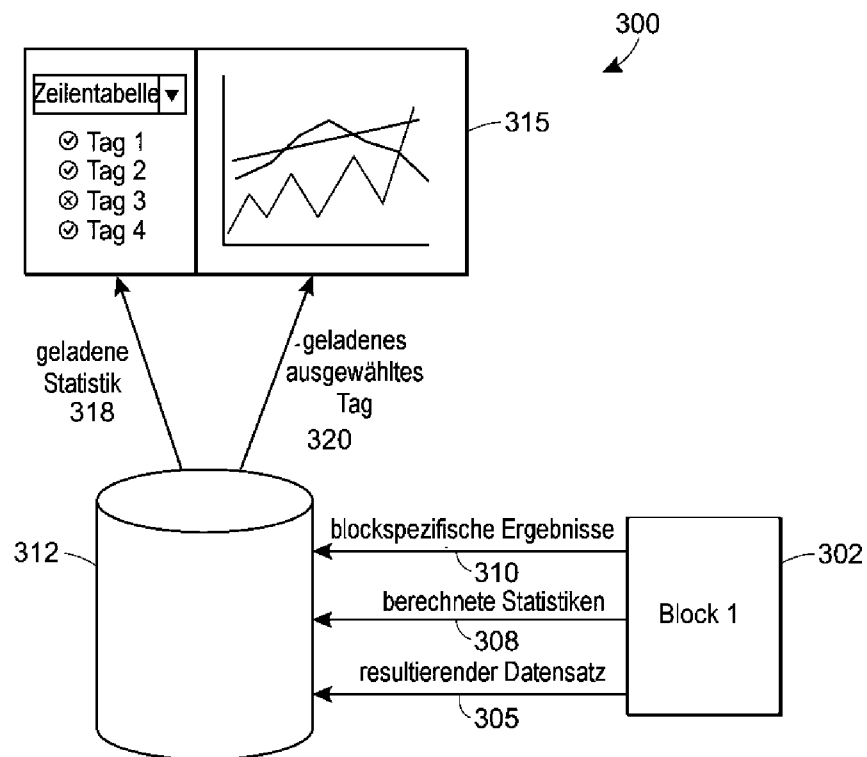 300
Zeilentabelle
Tag 1
Tag 2
Tag 3
Tag 4
315
geladene
Statistik
318
geladenes
ausgewähltes
Tag
320
312
blockspezifische Ergebnisse
310
berechnete Statistiken
308
resultierender Datensatz
305
Block 1
302